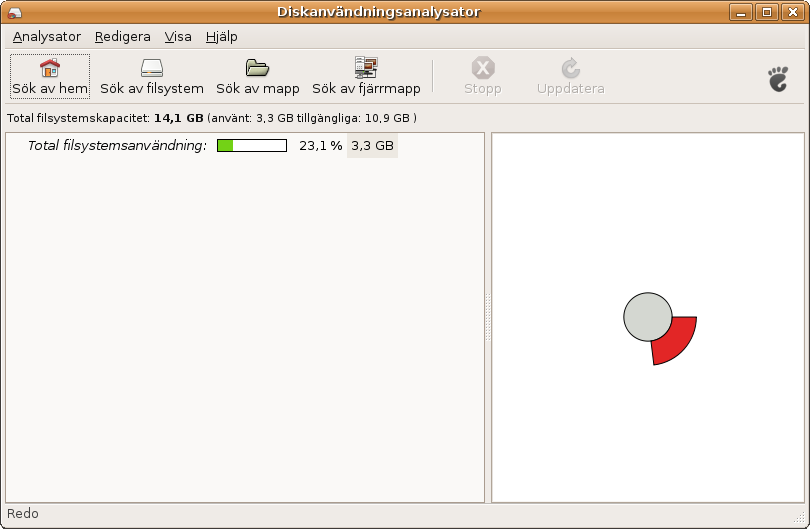 Diskanvändningsanalysator
Analysator Redigera Visa Hjälp
Sök av hem Sök av filsystem Sök av mapp Sök av fjärrmapp Stopp Uppdatera
Total filsystemskapacitet: 14,1 GB (använt: 3,3 GB tillgängliga: 10,9 GB )
Total filsystemsanvändning: 23,1 % 3,3 GB
Redo